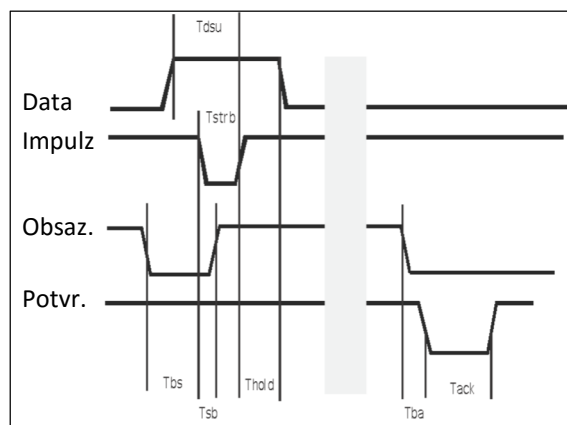 Tdsu
Data
Tstrb
Impulz
Obsaz.
Potvr.
Tbs
Thold
Tack
Tsb
Tba